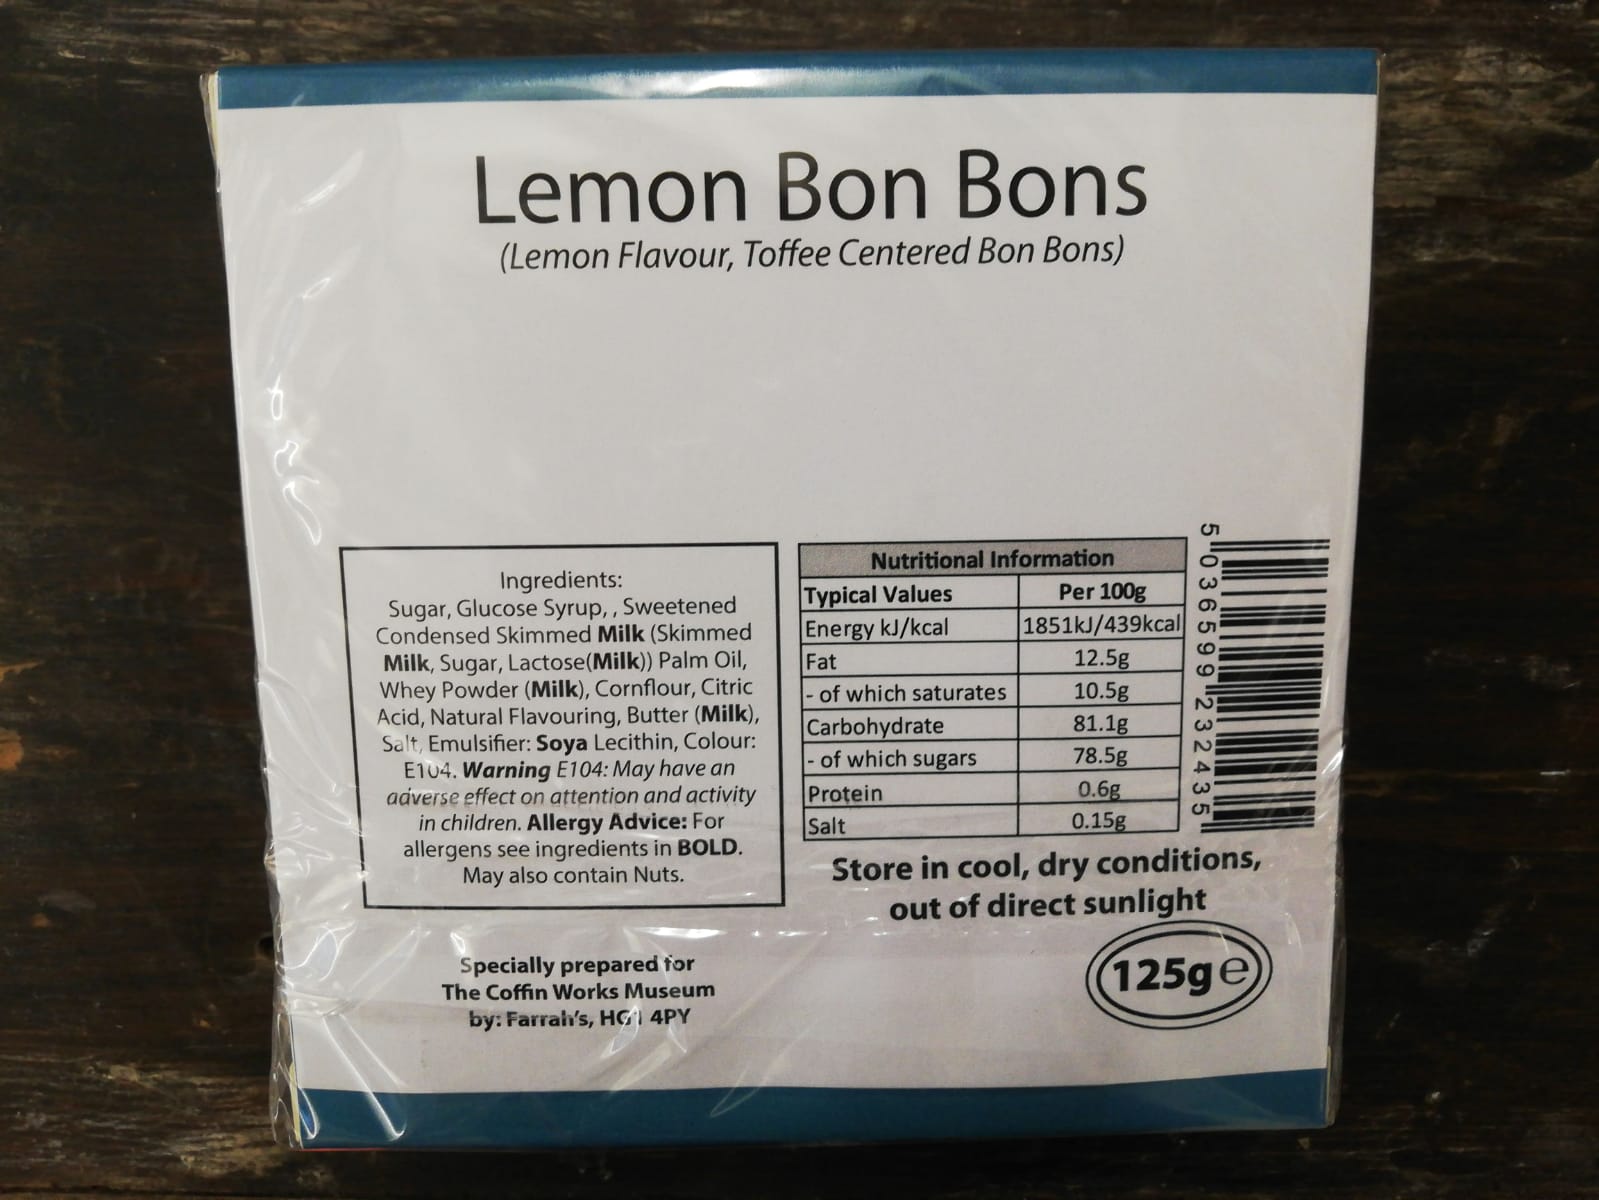 Lemon Bon Bons
(Lemon Flavour, Toffee Centered Bon Bons)
Ingredients:
Sugar, Glucose Syrup, , Sweetened
Condensed Skimmed Milk (Skimmed
Milk, Sugar, Lactose(Milk)) Palm Oil,
Whey Powder (Milk), Cornflour, Citric
Acid, Natural Flavouring, Butter (Milk),
Salt, Emulsifier: Soya Lecithin, Colour:
E104. Warning E104: May have an
adverse effect on attention and activity
in children. Allergy Advice: For
allergens see ingredients in BOLD.
May also contain Nuts.
Nutritional Information
Typical Values Per 100g
Energy kJ/kcal 1851kJ/439kcal
Fat 12.5g
- of which saturates 10.5g
Carbohydrate 81.1g
- of which sugars 78.5g
Protein 0.6g
Salt 0.15g
5 036599 232435
Store in cool, dry conditions,
out of direct sunlight
125g e
Specially prepared for
The Coffin Works Museum
by: Farrah's, HG1 4PY